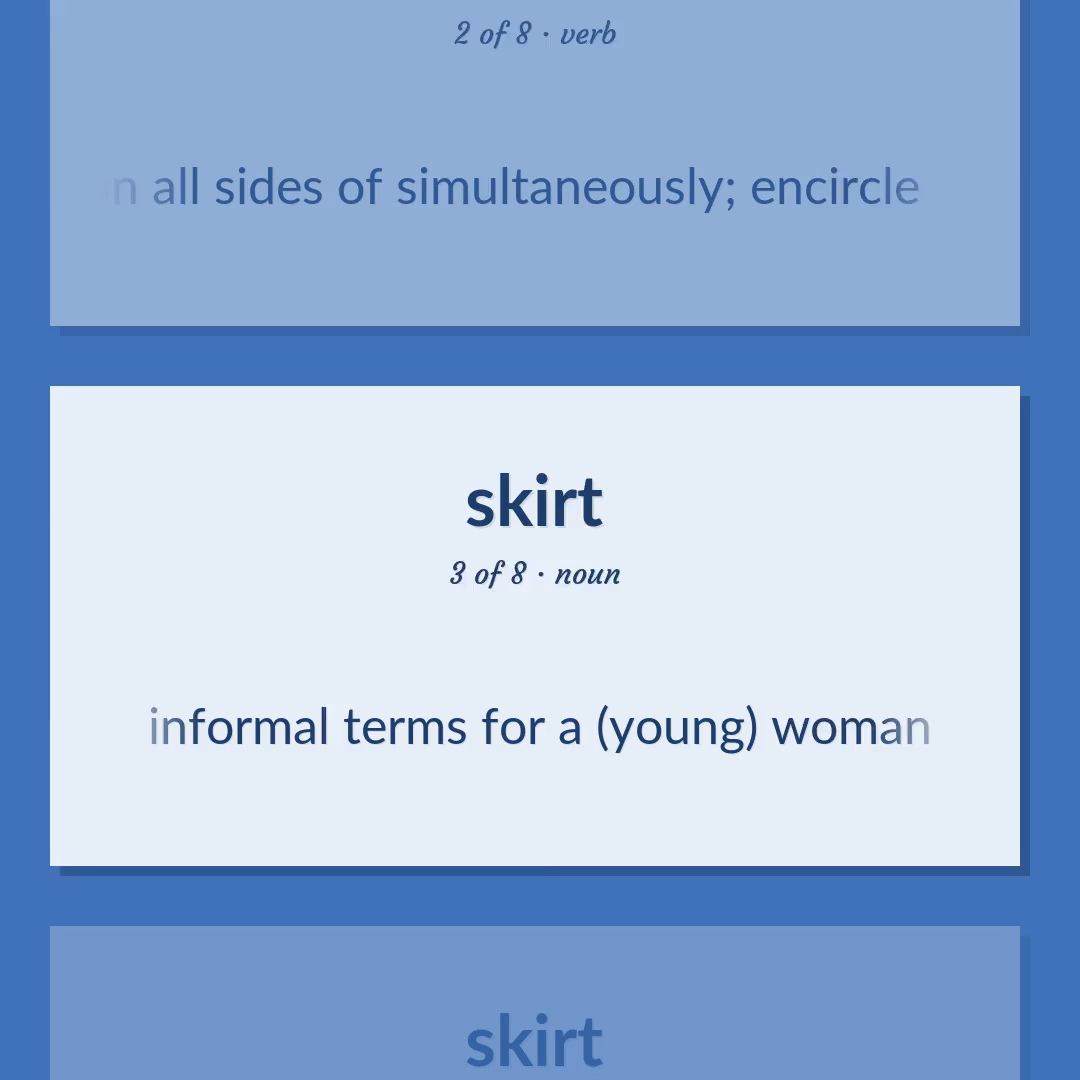 2 of 8 · verb
all sides of simultaneously; encircle
skirt
3 of 8 · noun
informal terms for a (young) woman
skirt